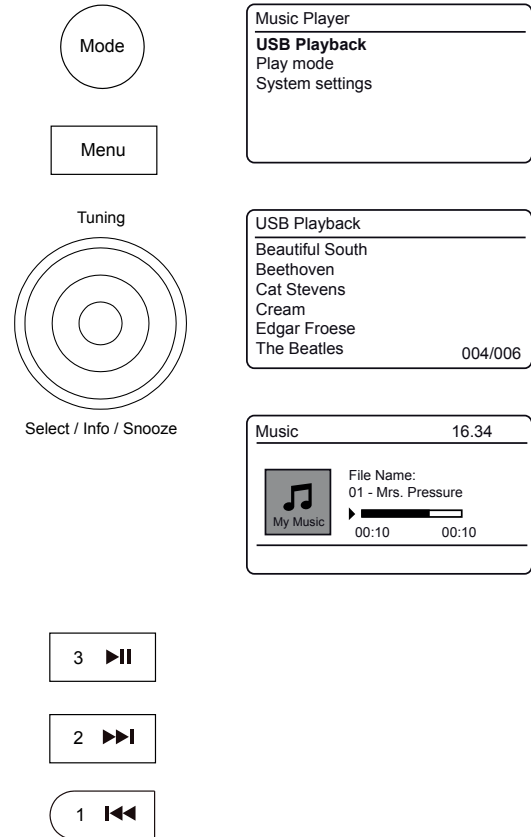 Mode
Menu
Tuning
Select / Info / Snooze
Music Player
USB Playback
Play mode
System settings
USB Playback
Beautiful South
Beethoven
Cat Stevens
Cream
Edgar Froese
The Beatles 004/006
Music 16.34
File Name:
01 - Mrs. Pressure
My Music
00:10 00:10
3
2
1